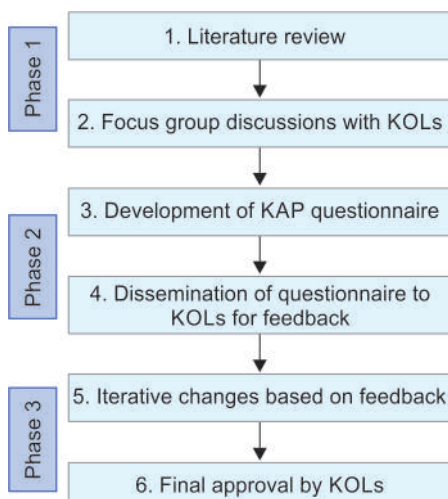 Phase 1
1. Literature review
2. Focus group discussions with KOLs
Phase 2
3. Development of KAP questionnaire
4. Dissemination of questionnaire to
KOLs for feedback
Phase 3
5. Iterative changes based on feedback
6. Final approval by KOLs